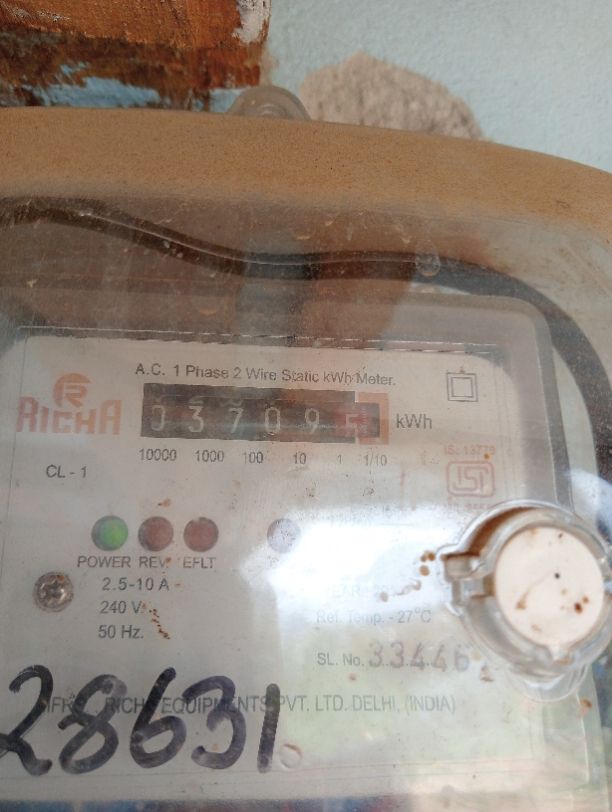 A.C. 1 Phase 2 Wire Static kWh Meter.
RICHA
03709 kWh
10000 1000 100 10 1 1/10
CL - 1
IS: 13779
ISI
POWER REV. EFLT
2.5-10 A
240 V.
50 Hz.
Ref. Temp. - 27°C
SL. No. 33446
EQUIPMENTS PVT. LTD. DELHI, (INDIA)
28631